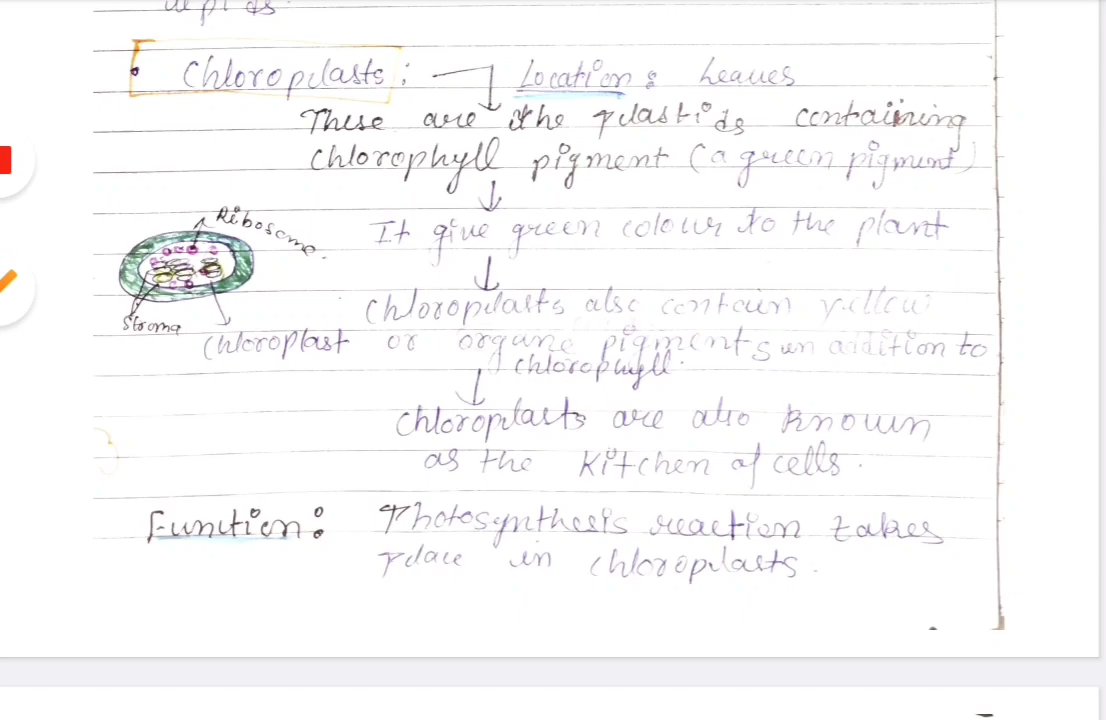 • Chloroplasts : Location : Leaves
These are the plastids containing
chlorophyll pigment (a green pigment)
Ribosome.
It give green colour to the plant
Chloroplasts also contain yellow
Stroma
Chloroplast
or organe pigments in addition to
chlorophyll.
Chloroplasts are also known
as the Kitchen of cells.
Function : Photosynthesis reaction takes
place in chloroplasts.